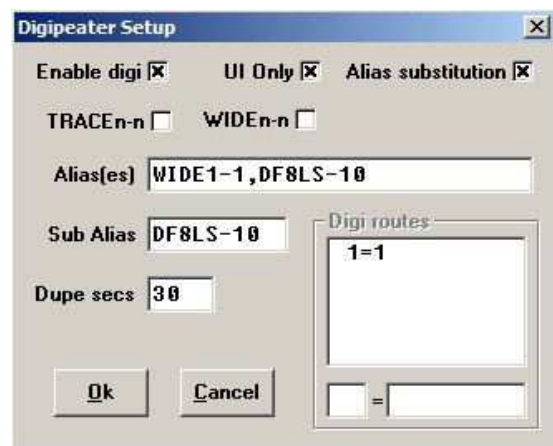 Digipeater Setup
Enable digi UI Only Alias substitution
TRACEn-n WIDEn-n
Alias(es) WIDE1-1,DF8LS-10
Sub Alias DF8LS-10
Digi routes
1=1
Dupe secs 30
Ok Cancel
=